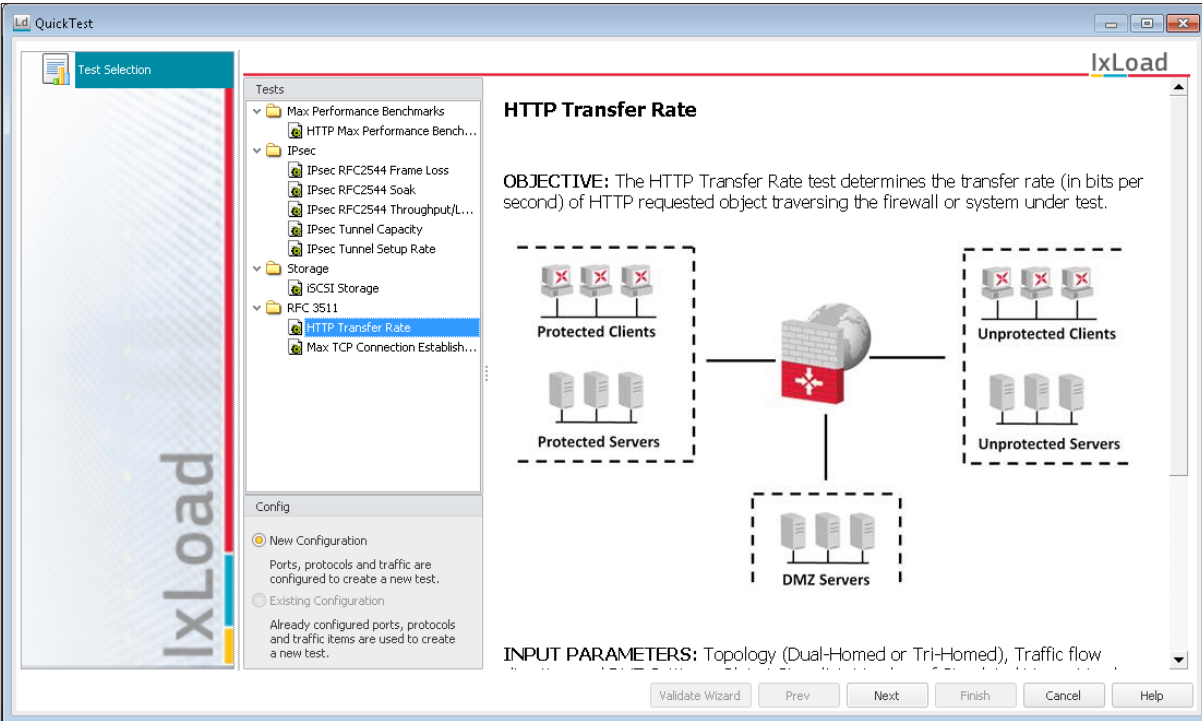 Ld QuickTest
Test Selection
IxLoad
IxLoad
Tests
Max Performance Benchmarks
HTTP Max Performance Bench...
IPsec
IPsec RFC2544 Frame Loss
IPsec RFC2544 Soak
IPsec RFC2544 Throughput/L...
IPsec Tunnel Capacity
IPsec Tunnel Setup Rate
Storage
iSCSI Storage
RFC 3511
HTTP Transfer Rate
Max TCP Connection Establish...
Config
New Configuration
Ports, protocols and traffic are
configured to create a new test.
Existing Configuration
Already configured ports, protocols
and traffic items are used to create
a new test.
HTTP Transfer Rate
OBJECTIVE: The HTTP Transfer Rate test determines the transfer rate (in bits per
second) of HTTP requested object traversing the firewall or system under test.
Protected Clients
Protected Servers
Unprotected Clients
Unprotected Servers
DMZ Servers
INPUT PARAMETERS: Topology (Dual-Homed or Tri-Homed), Traffic flow
Validate Wizard
Prev
Next
Finish
Cancel
Help